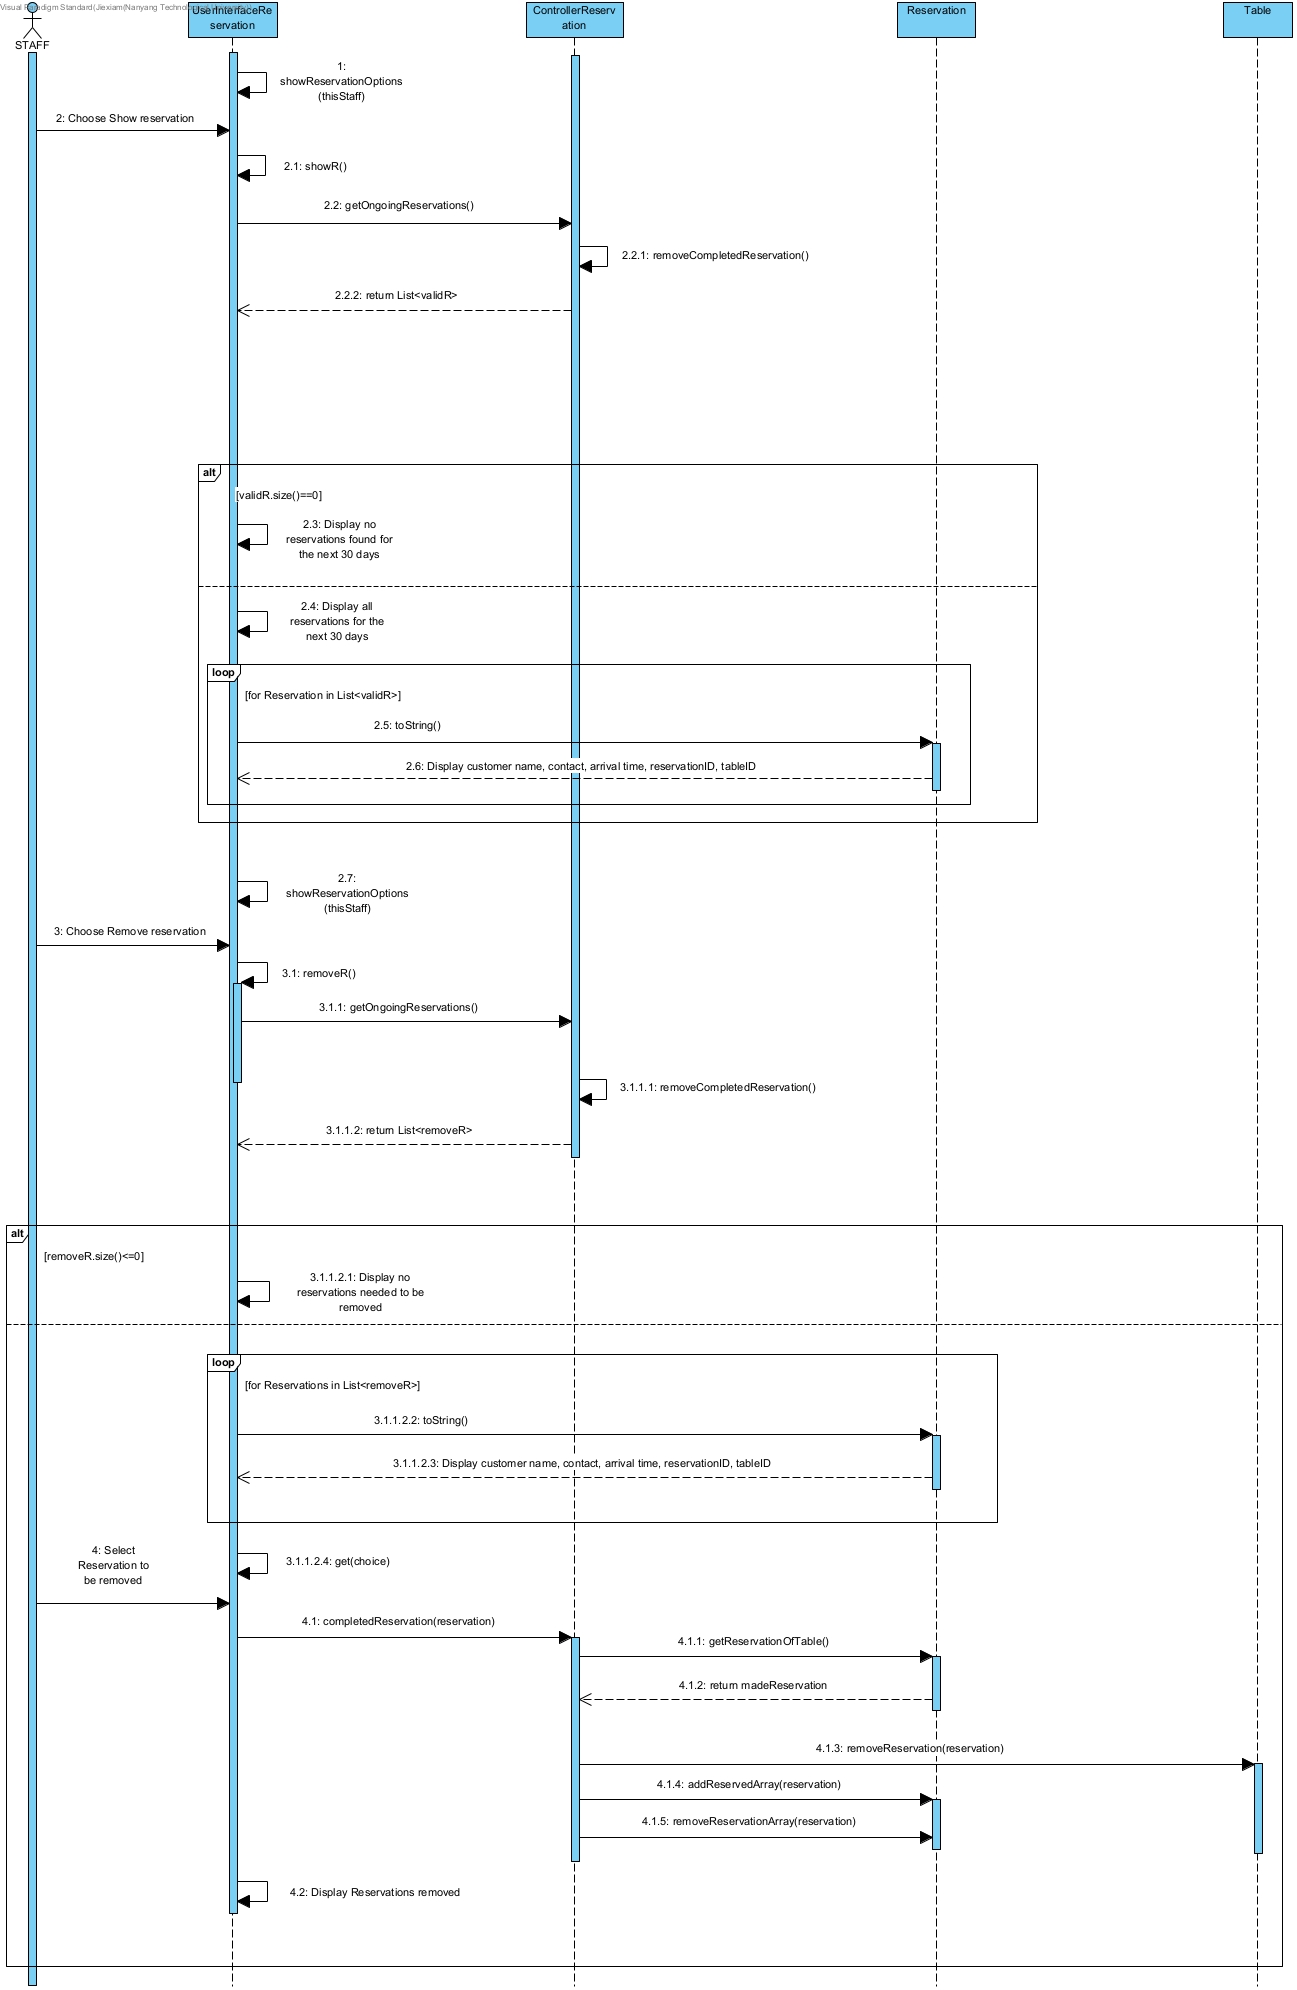 Visual Paradigm Standard(Jiexiam(Nanyang Techno
STAFF
UserInterfaceRe
servation
ControllerReserv
ation
Reservation
Table
1:
showReservationOptions
(thisStaff)
2: Choose Show reservation
2.1: showR()
2.2: getOngoingReservations()
2.2.1: removeCompletedReservation()
2.2.2: return List<validR>
alt
[validR.size()==0]
2.3: Display no
reservations found for
the next 30 days
2.4: Display all
reservations for the
next 30 days
loop
[for Reservation in List<validR>]
2.5: toString()
2.6: Display customer name, contact, arrival time, reservationID, tableID
2.7:
showReservationOptions
(thisStaff)
3: Choose Remove reservation
3.1: removeR()
3.1.1: getOngoingReservations()
3.1.1.1: removeCompletedReservation()
3.1.1.2: return List<removeR>
alt
[removeR.size()<=0]
3.1.1.2.1: Display no
reservations needed to be
removed
loop
[for Reservations in List<removeR>]
3.1.1.2.2: toString()
3.1.1.2.3: Display customer name, contact, arrival time, reservationID, tableID
4: Select
Reservation to
be removed
3.1.1.2.4: get(choice)
4.1: completedReservation(reservation)
4.1.1: getReservationOfTable()
4.1.2: return madeReservation
4.1.3: removeReservation(reservation)
4.1.4: addReservedArray(reservation)
4.1.5: removeReservationArray(reservation)
4.2: Display Reservations removed